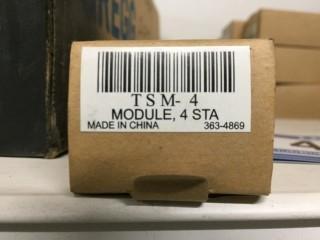 TSM- 4
MODULE, 4 STA
MADE IN CHINA 363-4869